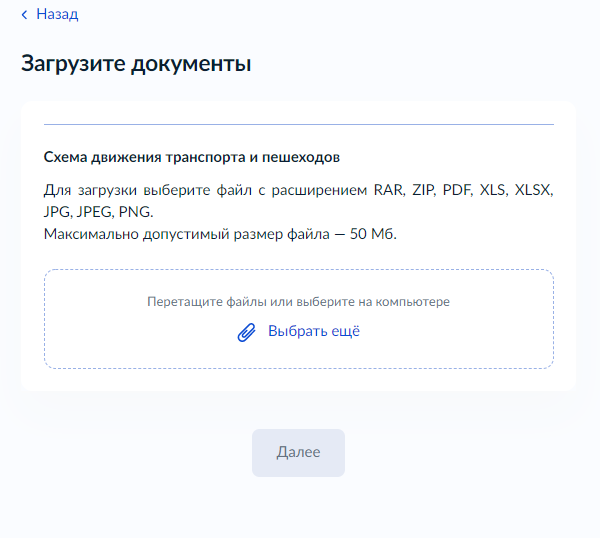 Назад
Загрузите документы
Схема движения транспорта и пешеходов
Для загрузки выберите файл с расширением RAR, ZIP, PDF, XLS, XLSX,
JPG, JPEG, PNG.
Максимально допустимый размер файла — 50 Мб.
Перетащите файлы или выберите на компьютере
Выбрать ещё
Далее